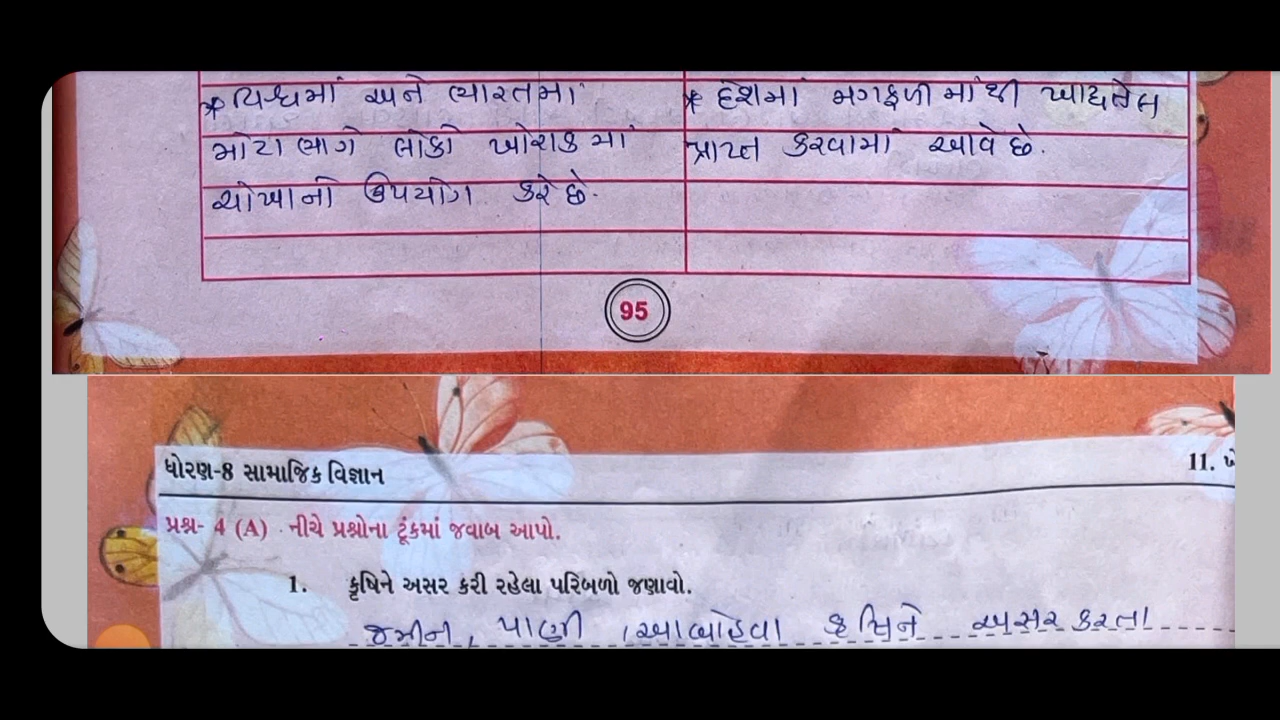 * વિશ્વમાં અને ભારતમાં
મોટા ભાગે લોકો ખોરાકમાં
ચોખાનો ઉપયોગ કરે છે.
* દેશમાં મગફળીમાંથી ખાદ્યતેલ
પ્રાપ્ત કરવામાં આવે છે.
95
ધોરણ-8 સામાજિક વિજ્ઞાન
11.
પ્રશ્ન- 4 (A) . નીચે પ્રશ્નોના ટૂંકમાં જવાબ આપો.
1. કૃષિને અસર કરી રહેલા પરિબળો જણાવો.
જમીન, પાણી, આબોહવા કૃષિને અસર કરતા